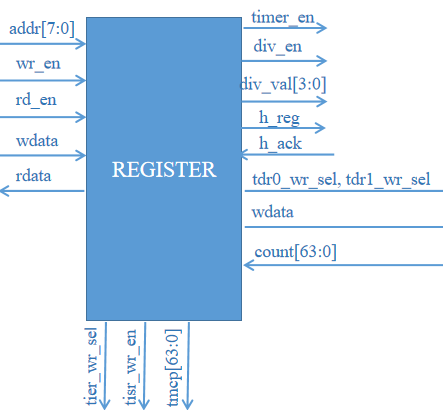 addr[7:0]
wr_en
rd_en
wdata
rdata
REGISTER
timer_en
div_en
div_val[3:0]
h_reg
h_ack
tdr0_wr_sel, tdr1_wr_sel
wdata
count[63:0]
tier_wr_sel
tisr_wr_en
tmcp[63:0]